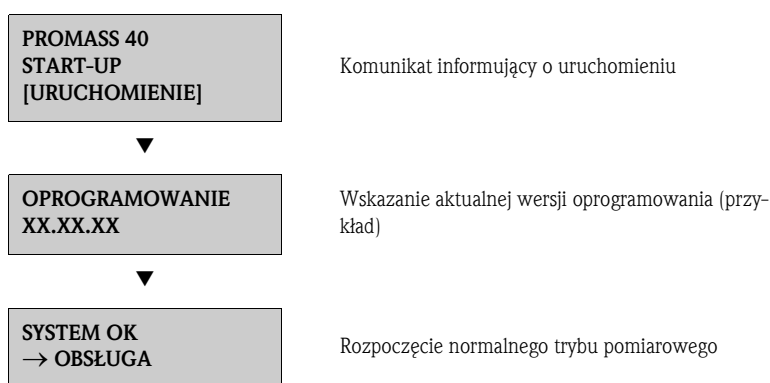 PROMASS 40
START-UP
[URUCHOMIENIE]
Komunikat informujący o uruchomieniu
▼
OPROGRAMOWANIE
XX.XX.XX
Wskazanie aktualnej wersji oprogramowania (przy-
kład)
▼
SYSTEM OK
→ OBSŁUGA
Rozpoczęcie normalnego trybu pomiarowego